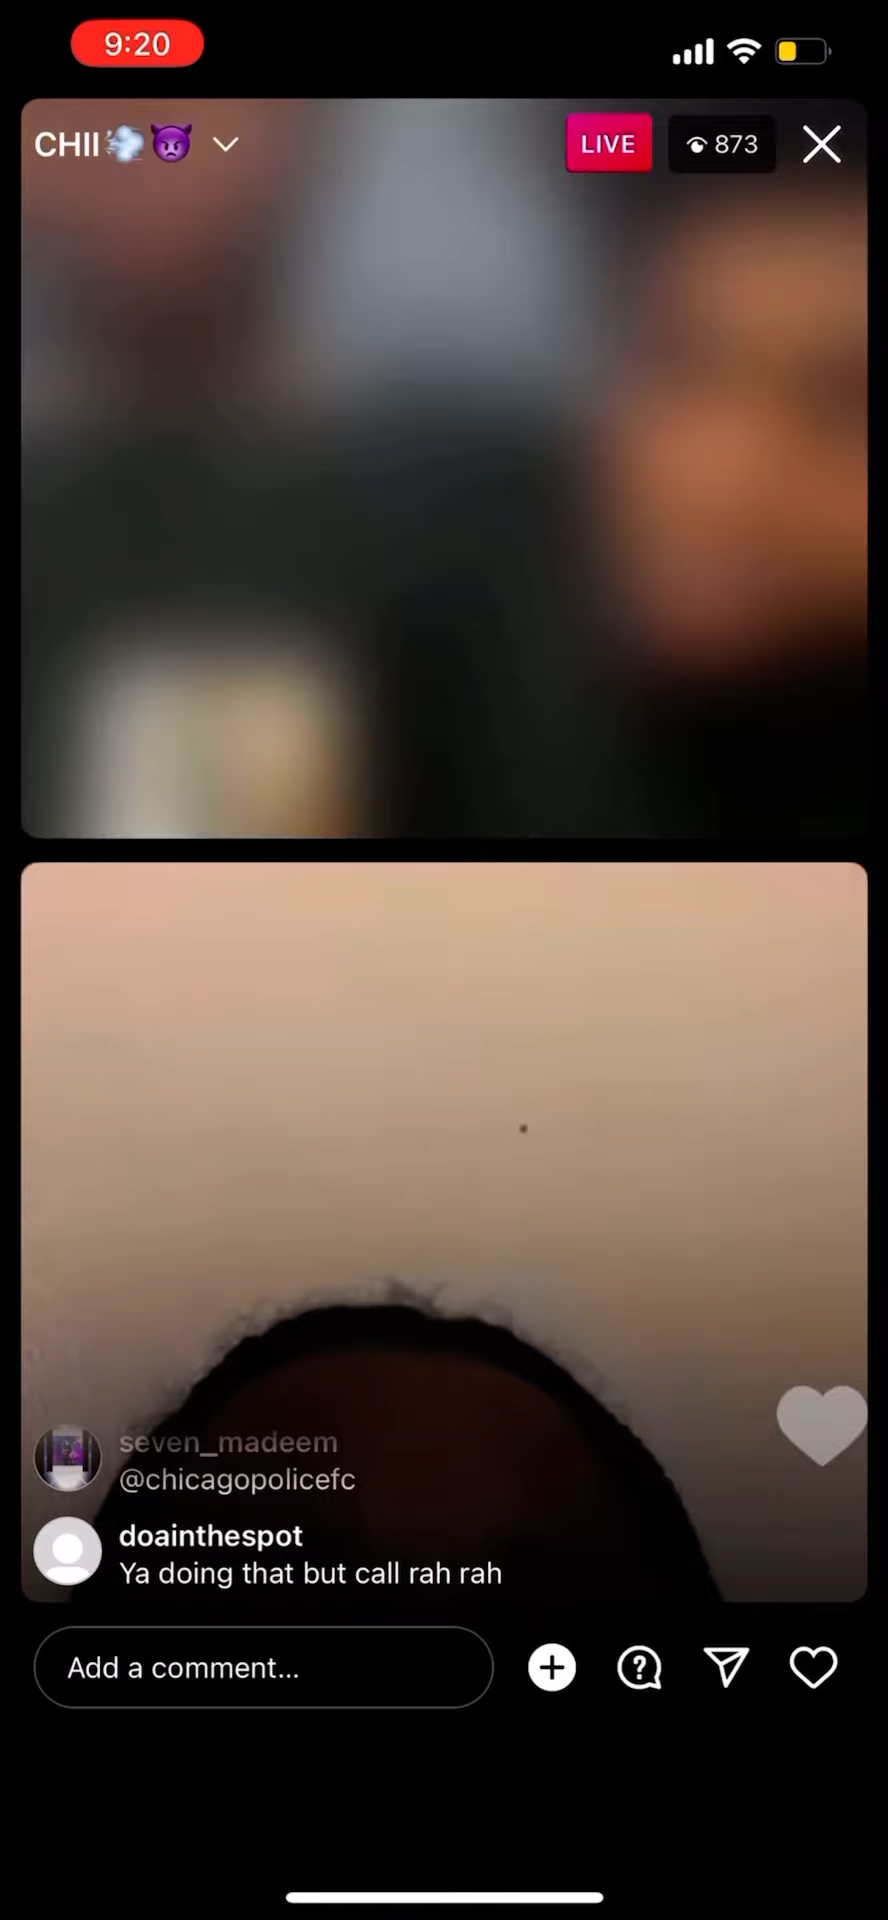 9:20
CHII💨😈
LIVE
873
seven_madeem
@chicagopolicefc
doainthespot
Ya doing that but call rah rah
Add a comment...